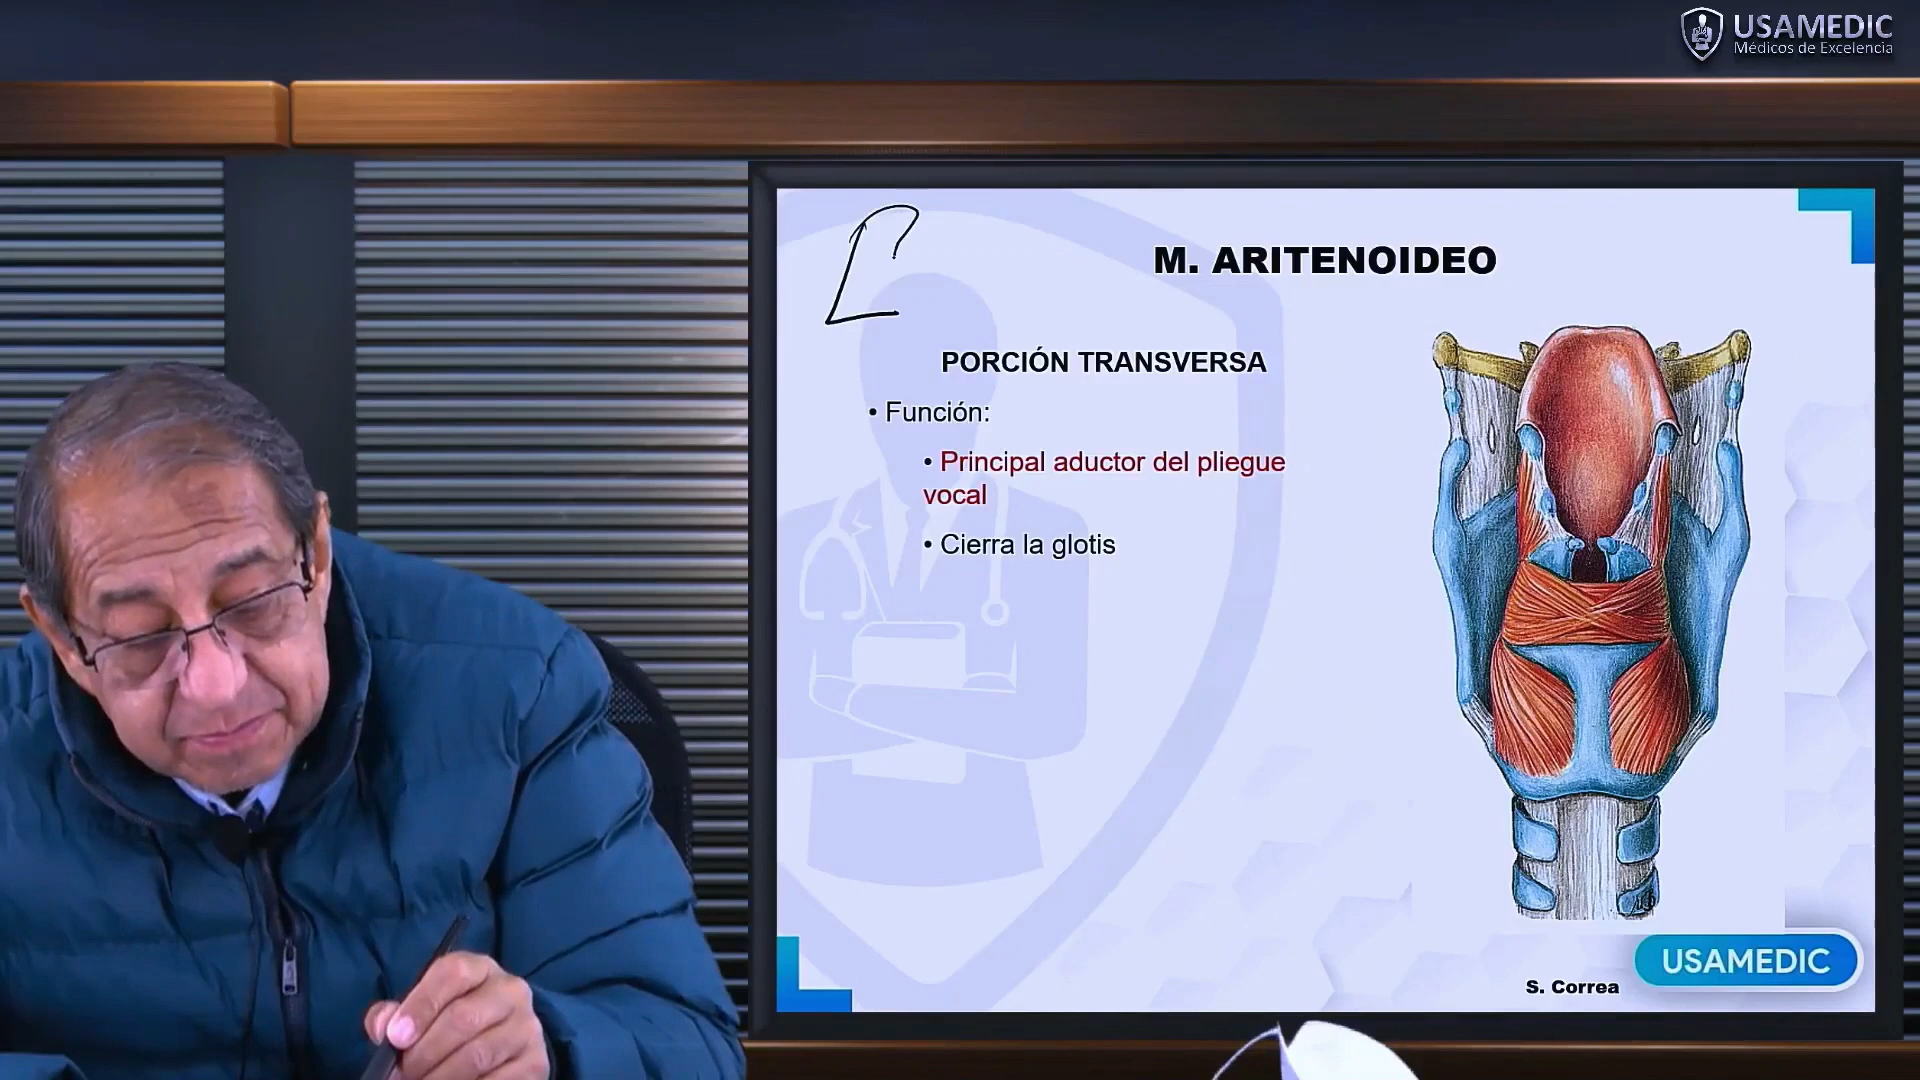 USAMEDIC
Médicos de Excelencia
M. ARITENOIDEO
PORCIÓN TRANSVERSA
• Función:
• Principal aductor del pliegue
vocal
• Cierra la glotis
USAMEDIC
S. Correa